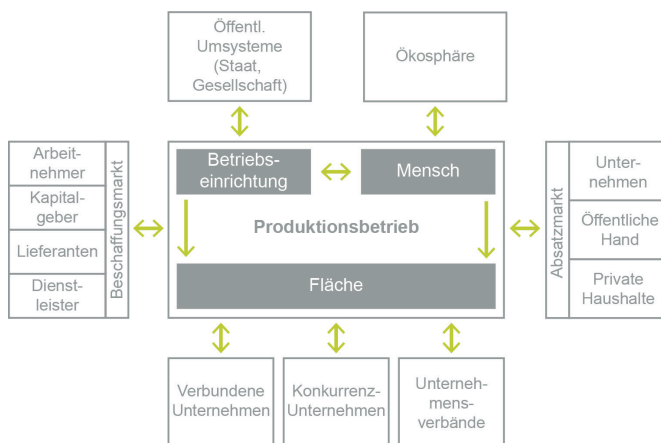 Öffentl.
Umsysteme
(Staat,
Gesellschaft)
Ökosphäre
Arbeit-
nehmer
Kapital-
geber
Lieferanten
Dienst-
leister
Beschaffungsmarkt
Betriebs-
einrichtung
Mensch
Produktionsbetrieb
Fläche
Absatzmarkt
Unter-
nehmen
Öffentliche
Hand
Private
Haushalte
Verbundene
Unternehmen
Konkurrenz-
Unternehmen
Unterneh-
mens-
verbände